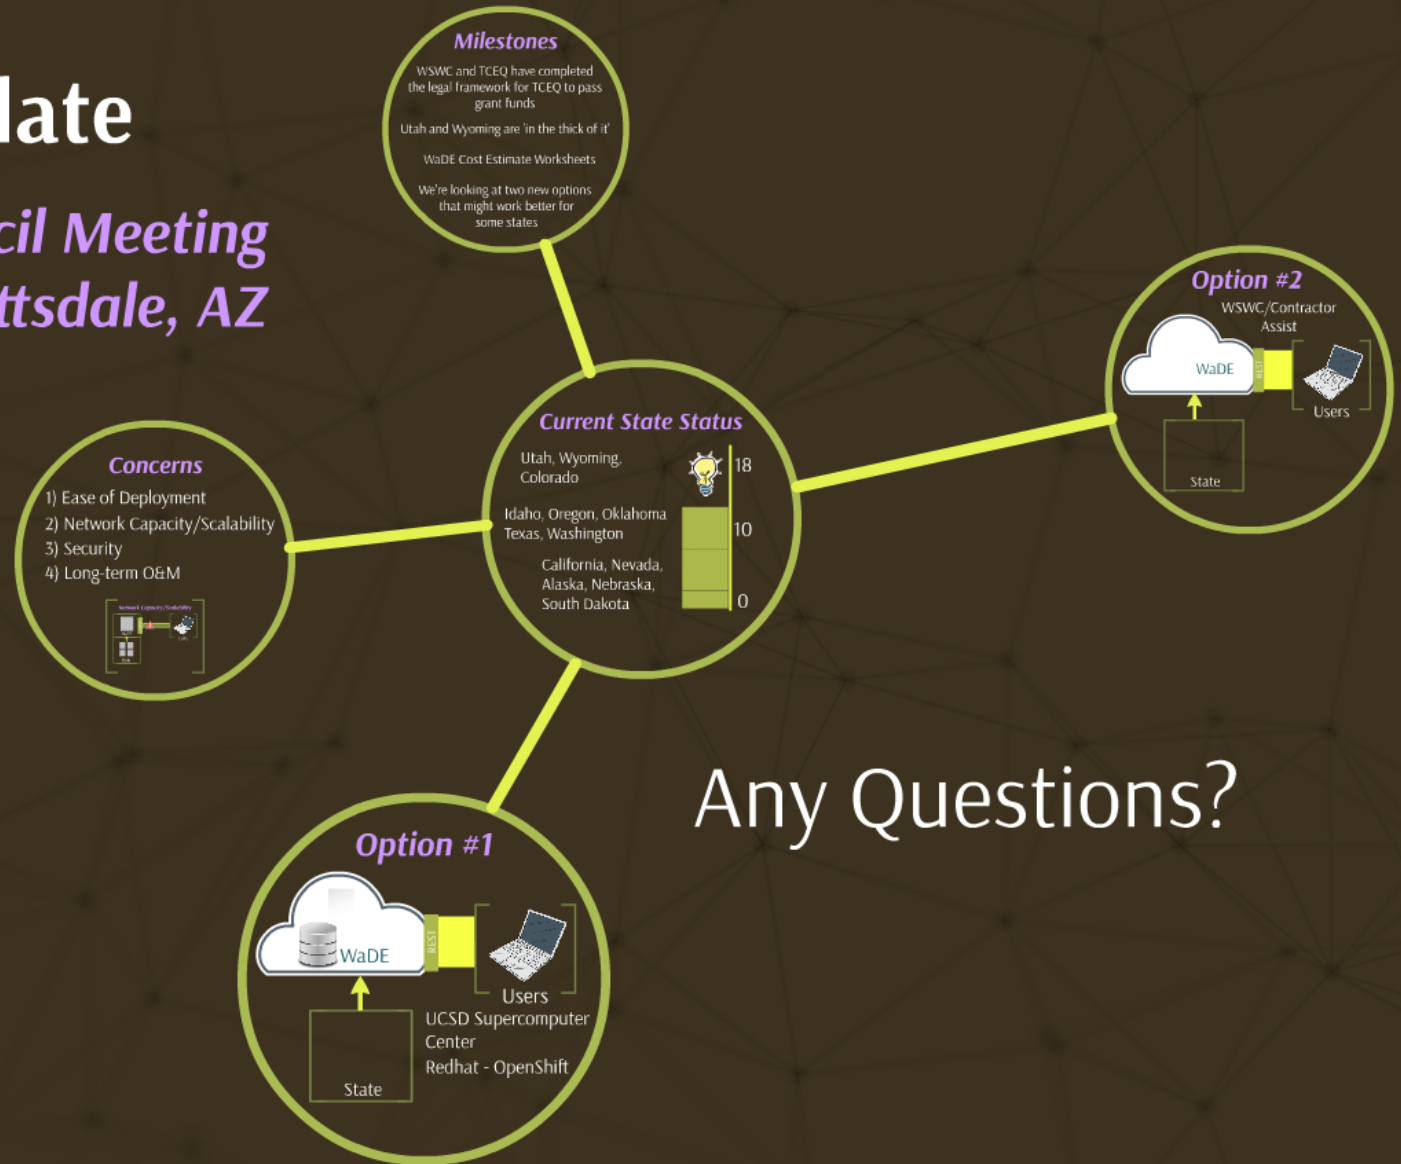 late
cil Meeting
ttsdale, AZ
Milestones
WSWC and TCEQ have completed
the legal framework for TCEQ to pass
grant funds
Utah and Wyoming are 'in the thick of it'
WaDE Cost Estimate Worksheets
We're looking at two new options
that might work better for
some states
Option #2
WSWC/Contractor
Assist
WaDE
REST
Users
State
Current State Status
Utah, Wyoming,
Colorado
18
Idaho, Oregon, Oklahoma
Texas, Washington
10
California, Nevada,
Alaska, Nebraska,
South Dakota
0
Concerns
1) Ease of Deployment
2) Network Capacity/Scalability
3) Security
4) Long-term O&M
Network Capacity/Scalability
Any Questions?
Option #1
WaDE
REST
Users
UCSD Supercomputer
Center
Redhat - OpenShift
State